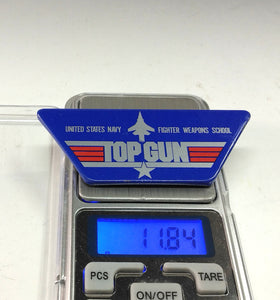 UNITED STATES NAVY FIGHTER WEAPONS SCHOOL
TOP GUN
11.84
PCS
ON/OFF
TARE